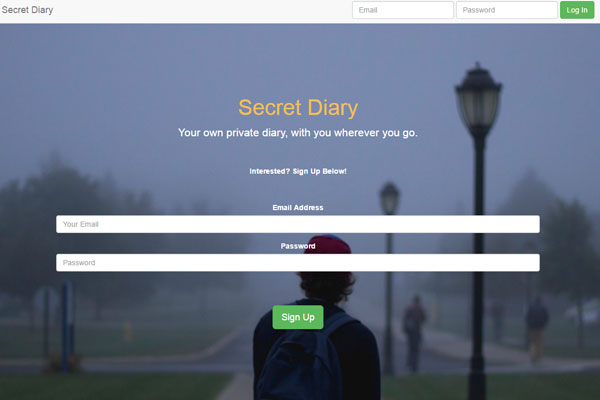 Secret Diary
Email
Password
Log In
Secret Diary
Your own private diary, with you wherever you go.
Interested? Sign Up Below!
Email Address
Your Email
Password
Password
Sign Up